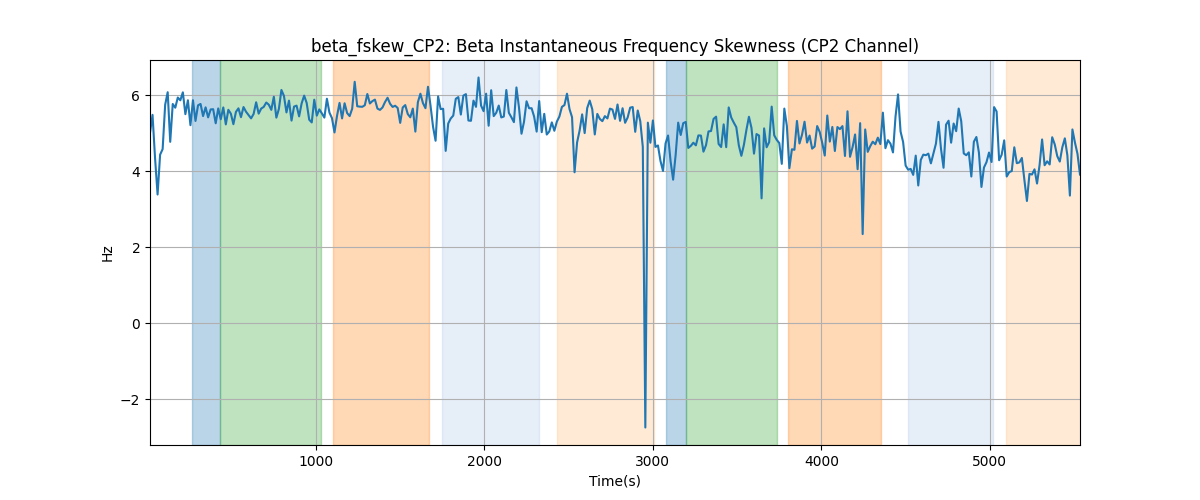 beta_fskew_CP2: Beta Instantaneous Frequency Skewness (CP2 Channel)
Hz
6
4
2
0
−2
1000 2000 3000 4000 5000
Time(s)